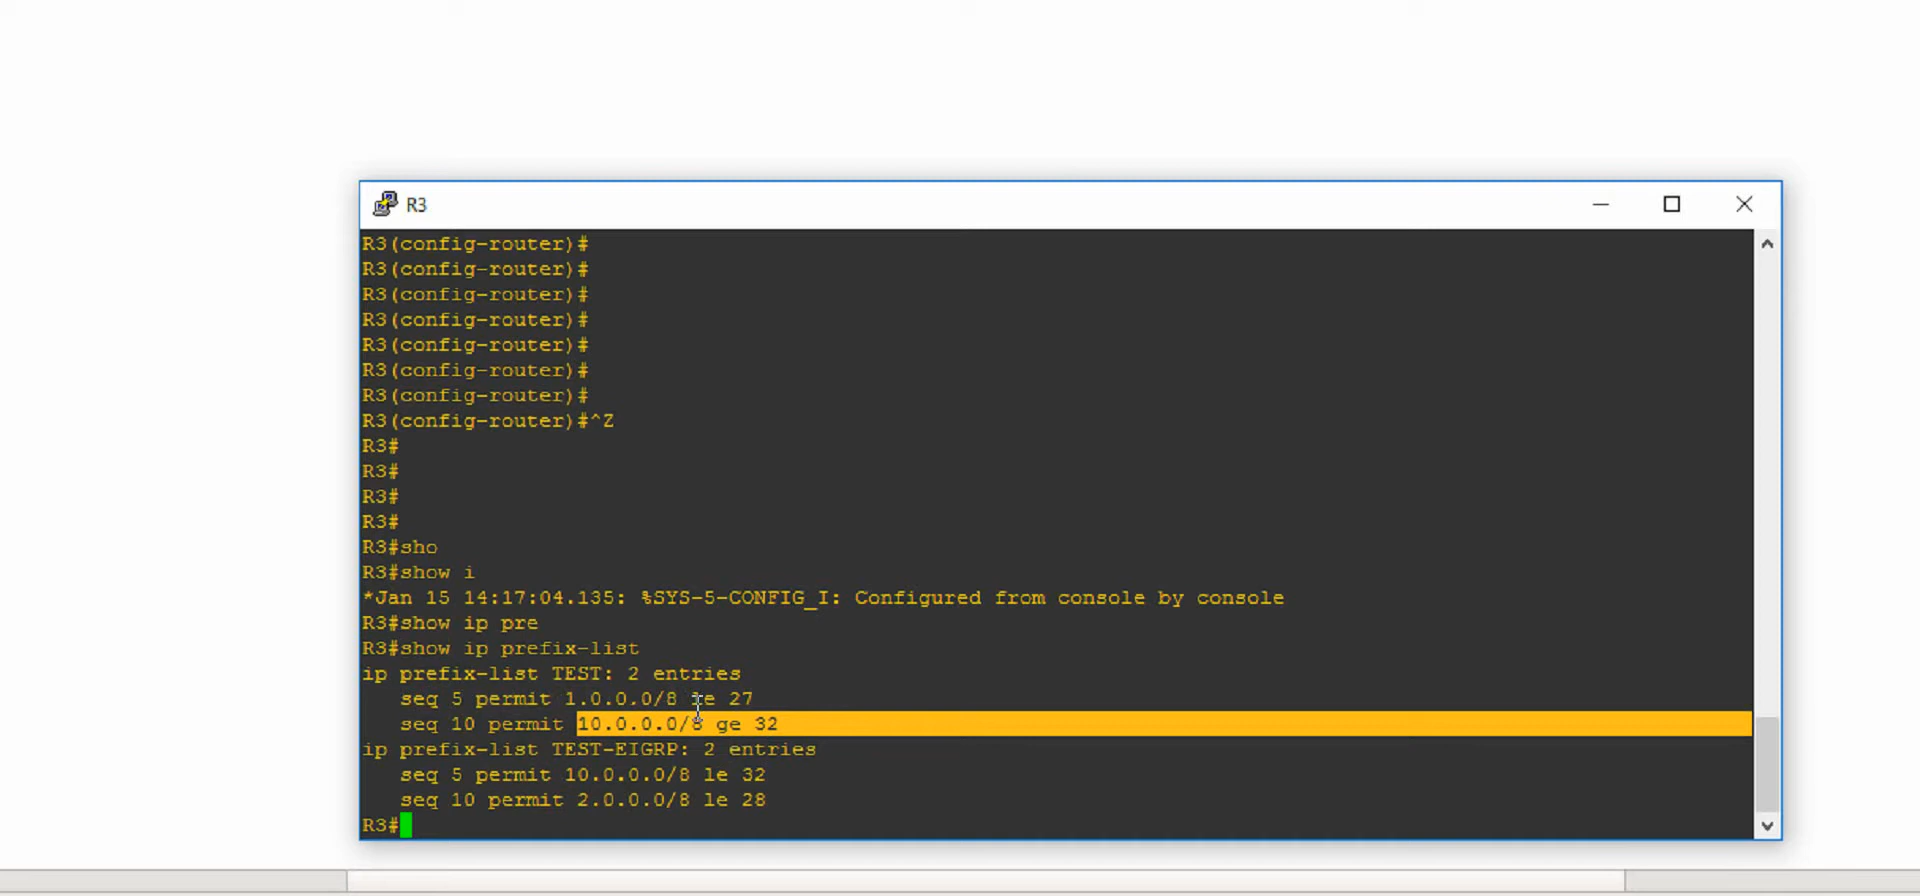 R3
R3(config-router)#
R3(config-router)#
R3(config-router)#
R3(config-router)#
R3(config-router)#
R3(config-router)#
R3(config-router)#
R3(config-router)#^Z
R3#
R3#
R3#
R3#
R3#sho
R3#show i
*Jan 15 14:17:04.135: %SYS-5-CONFIG_I: Configured from console by console
R3#show ip pre
R3#show ip prefix-list
ip prefix-list TEST: 2 entries
   seq 5 permit 1.0.0.0/8 le 27
   seq 10 permit 10.0.0.0/8 ge 32
ip prefix-list TEST-EIGRP: 2 entries
   seq 5 permit 10.0.0.0/8 le 32
   seq 10 permit 2.0.0.0/8 le 28
R3#